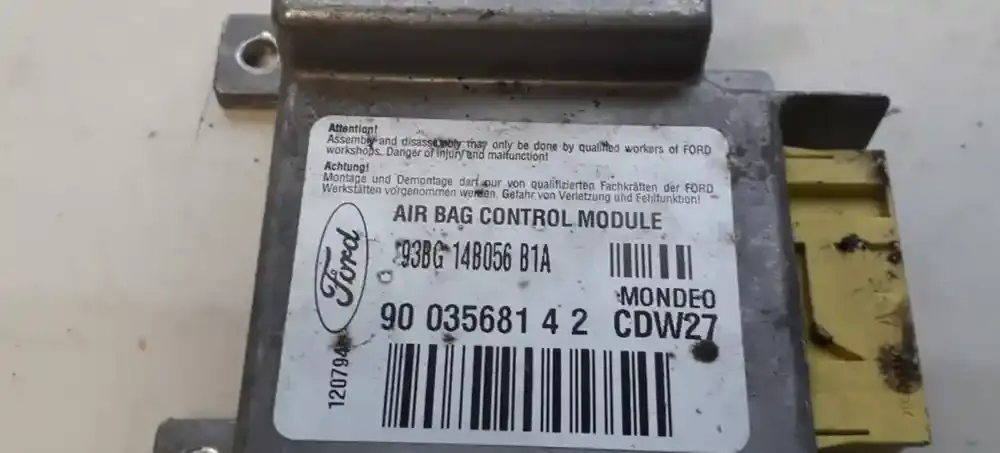 Attention!
Assembly and disassembly may only be done by qualified workers of FORD
workshops. Danger of injury and malfunction!
Achtung!
Montage und Demontage darf nur von qualifizierten Fachkräften der FORD
Werkstätten vorgenommen werden. Gefahr von Verletzung und Fehlfunktion!
AIR BAG CONTROL MODULE
93BG 14B056 B1A
Ford
MONDEO
90 035681 4 2 CDW27